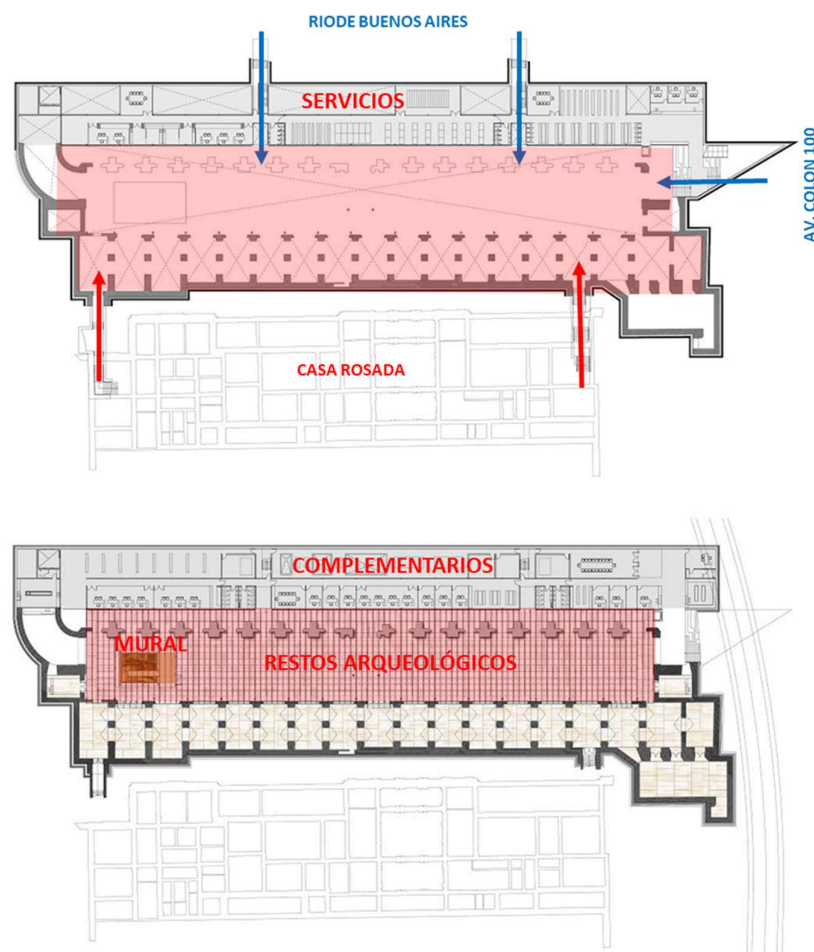 RIODE BUENOS AIRES
SERVICIOS
AV. COLON 100
CASA ROSADA
COMPLEMENTARIOS
MURAL
RESTOS ARQUEOLÓGICOS